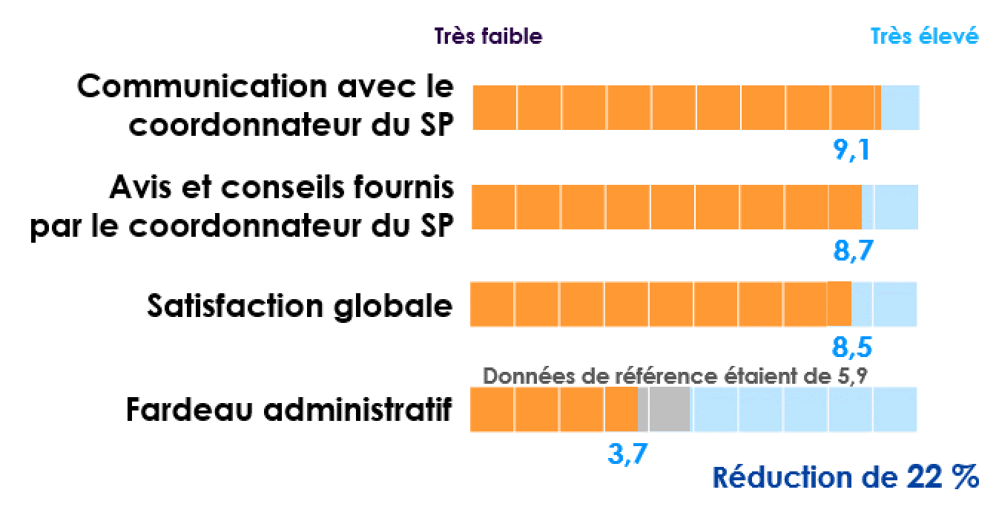 Très faible
Très élevé
Communication avec le
coordonnateur du SP
9,1
Avis et conseils fournis
par le coordonnateur du SP
8,7
Satisfaction globale
8,5
Données de référence étaient de 5,9
Fardeau administratif
3,7
Réduction de 22 %